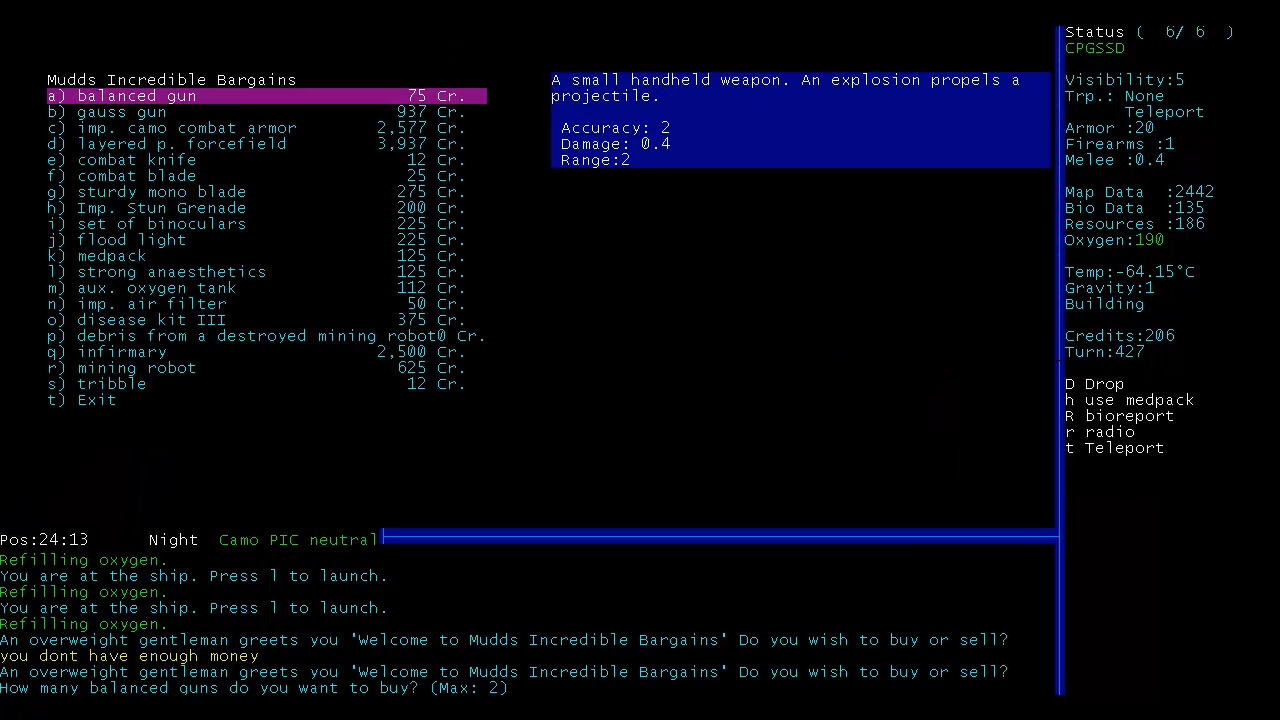 Mudds Incredible Bargains
a) balanced gun 75 Cr.
b) gauss gun 937 Cr.
c) imp. camo combat armor 2,577 Cr.
d) layered p. forcefield 3,937 Cr.
e) combat knife 12 Cr.
f) combat blade 25 Cr.
g) sturdy mono blade 275 Cr.
h) Imp. Stun Grenade 200 Cr.
i) set of binoculars 225 Cr.
j) flood light 225 Cr.
k) medpack 125 Cr.
l) strong anaesthetics 125 Cr.
m) aux. oxygen tank 112 Cr.
n) imp. air filter 50 Cr.
o) disease kit III 375 Cr.
p) debris from a destroyed mining robot0 Cr.
q) infirmary 2,500 Cr.
r) mining robot 625 Cr.
s) tribble 12 Cr.
t) Exit
A small handheld weapon. An explosion propels a
projectile.
Accuracy: 2
Damage: 0.4
Range:2
Status ( 6/ 6 )
CPGSSD
Visibility:5
Trp.: None
Teleport
Armor :20
Firearms :1
Melee :0.4
Map Data :2442
Bio Data :135
Resources :186
Oxygen:190
Temp:-64.15°C
Gravity:1
Building
Credits:206
Turn:427
D Drop
h use medpack
R bioreport
r radio
t Teleport
Pos:24:13 Night Camo PIC neutral
Refilling oxygen.
You are at the ship. Press l to launch.
Refilling oxygen.
You are at the ship. Press l to launch.
Refilling oxygen.
An overweight gentleman greets you 'Welcome to Mudds Incredible Bargains' Do you wish to buy or sell?
you dont have enough money
An overweight gentleman greets you 'Welcome to Mudds Incredible Bargains' Do you wish to buy or sell?
How many balanced guns do you want to buy? (Max: 2)